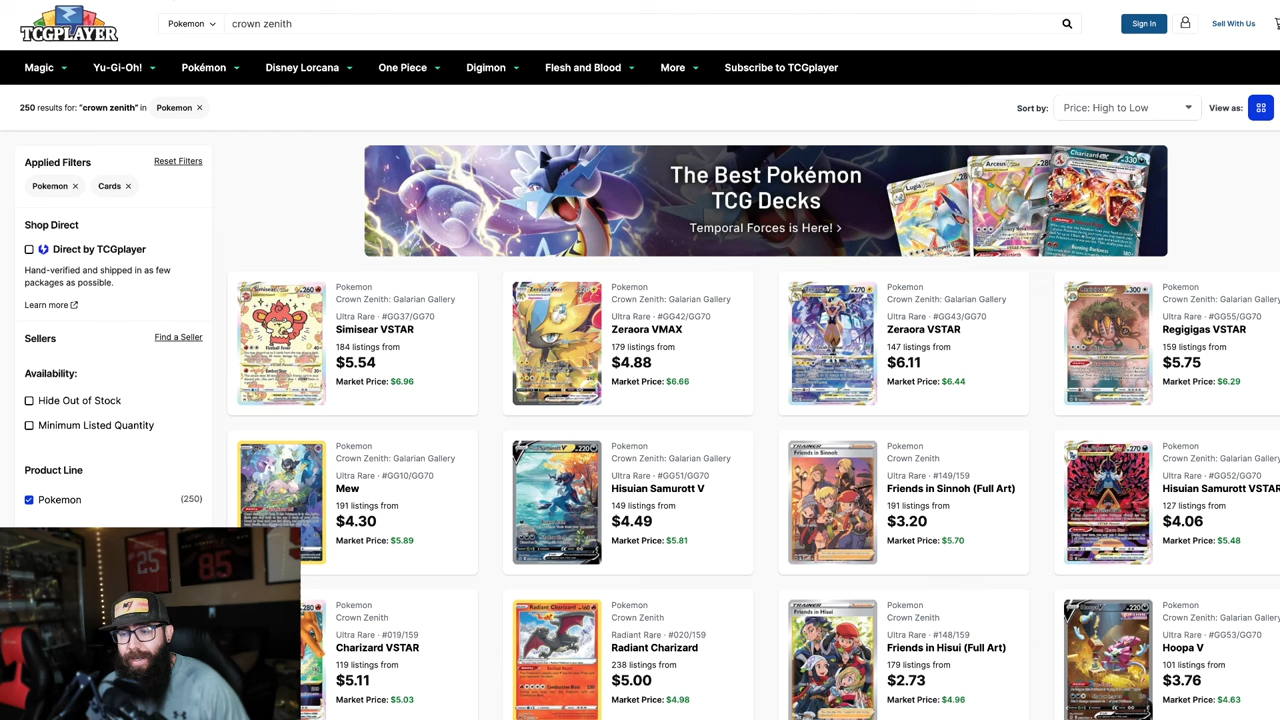 TCGPLAYER
Pokemon
crown zenith
Sign In
Sell With Us
Magic
Yu-Gi-Oh!
Pokémon
Disney Lorcana
One Piece
Digimon
Flesh and Blood
More
Subscribe to TCGplayer
250 results for: "crown zenith" in Pokemon ×
Sort by: Price: High to Low
View as:
Applied Filters
Reset Filters
Pokemon ×
Cards ×
Shop Direct
Direct by TCGplayer
Hand-verified and shipped in as few
packages as possible.
Learn more
Sellers
Find a Seller
Availability:
Hide Out of Stock
Minimum Listed Quantity
Product Line
Pokemon (250)
The Best Pokémon
TCG Decks
Temporal Forces is Here! >
Lugia
Arceus
Charizard ex 330
Pokemon
Crown Zenith: Galarian Gallery
Ultra Rare · #GG37/GG70
Simisear VSTAR
184 listings from
$5.54
Market Price: $6.96
Pokemon
Crown Zenith: Galarian Gallery
Ultra Rare · #GG42/GG70
Zeraora VMAX
179 listings from
$4.88
Market Price: $6.66
Pokemon
Crown Zenith: Galarian Gallery
Ultra Rare · #GG43/GG70
Zeraora VSTAR
147 listings from
$6.11
Market Price: $6.44
Pokemon
Crown Zenith: Galarian Gallery
Ultra Rare · #GG55/GG70
Regigigas VSTAR
159 listings from
$5.75
Market Price: $6.29
Pokemon
Crown Zenith: Galarian Gallery
Ultra Rare · #GG10/GG70
Mew
191 listings from
$4.30
Market Price: $5.89
Pokemon
Crown Zenith: Galarian Gallery
Ultra Rare · #GG51/GG70
Hisuian Samurott V
149 listings from
$4.49
Market Price: $5.81
TRAINER
Friends in Sinnoh
Pokemon
Crown Zenith
Ultra Rare · #149/159
Friends in Sinnoh (Full Art)
191 listings from
$3.20
Market Price: $5.70
Pokemon
Crown Zenith: Galarian Gallery
Ultra Rare · #GG52/GG70
Hisuian Samurott VSTAR
127 listings from
$4.06
Market Price: $5.48
Pokemon
Crown Zenith
Ultra Rare · #019/159
Charizard VSTAR
119 listings from
$5.11
Market Price: $5.03
Radiant Charizard
Pokemon
Crown Zenith
Radiant Rare · #020/159
Radiant Charizard
238 listings from
$5.00
Market Price: $4.98
TRAINER
Friends in Hisui
Pokemon
Crown Zenith
Ultra Rare · #148/159
Friends in Hisui (Full Art)
179 listings from
$2.73
Market Price: $4.96
Pokemon
Crown Zenith: Galarian Gallery
Ultra Rare · #GG53/GG70
Hoopa V
101 listings from
$3.76
Market Price: $4.63